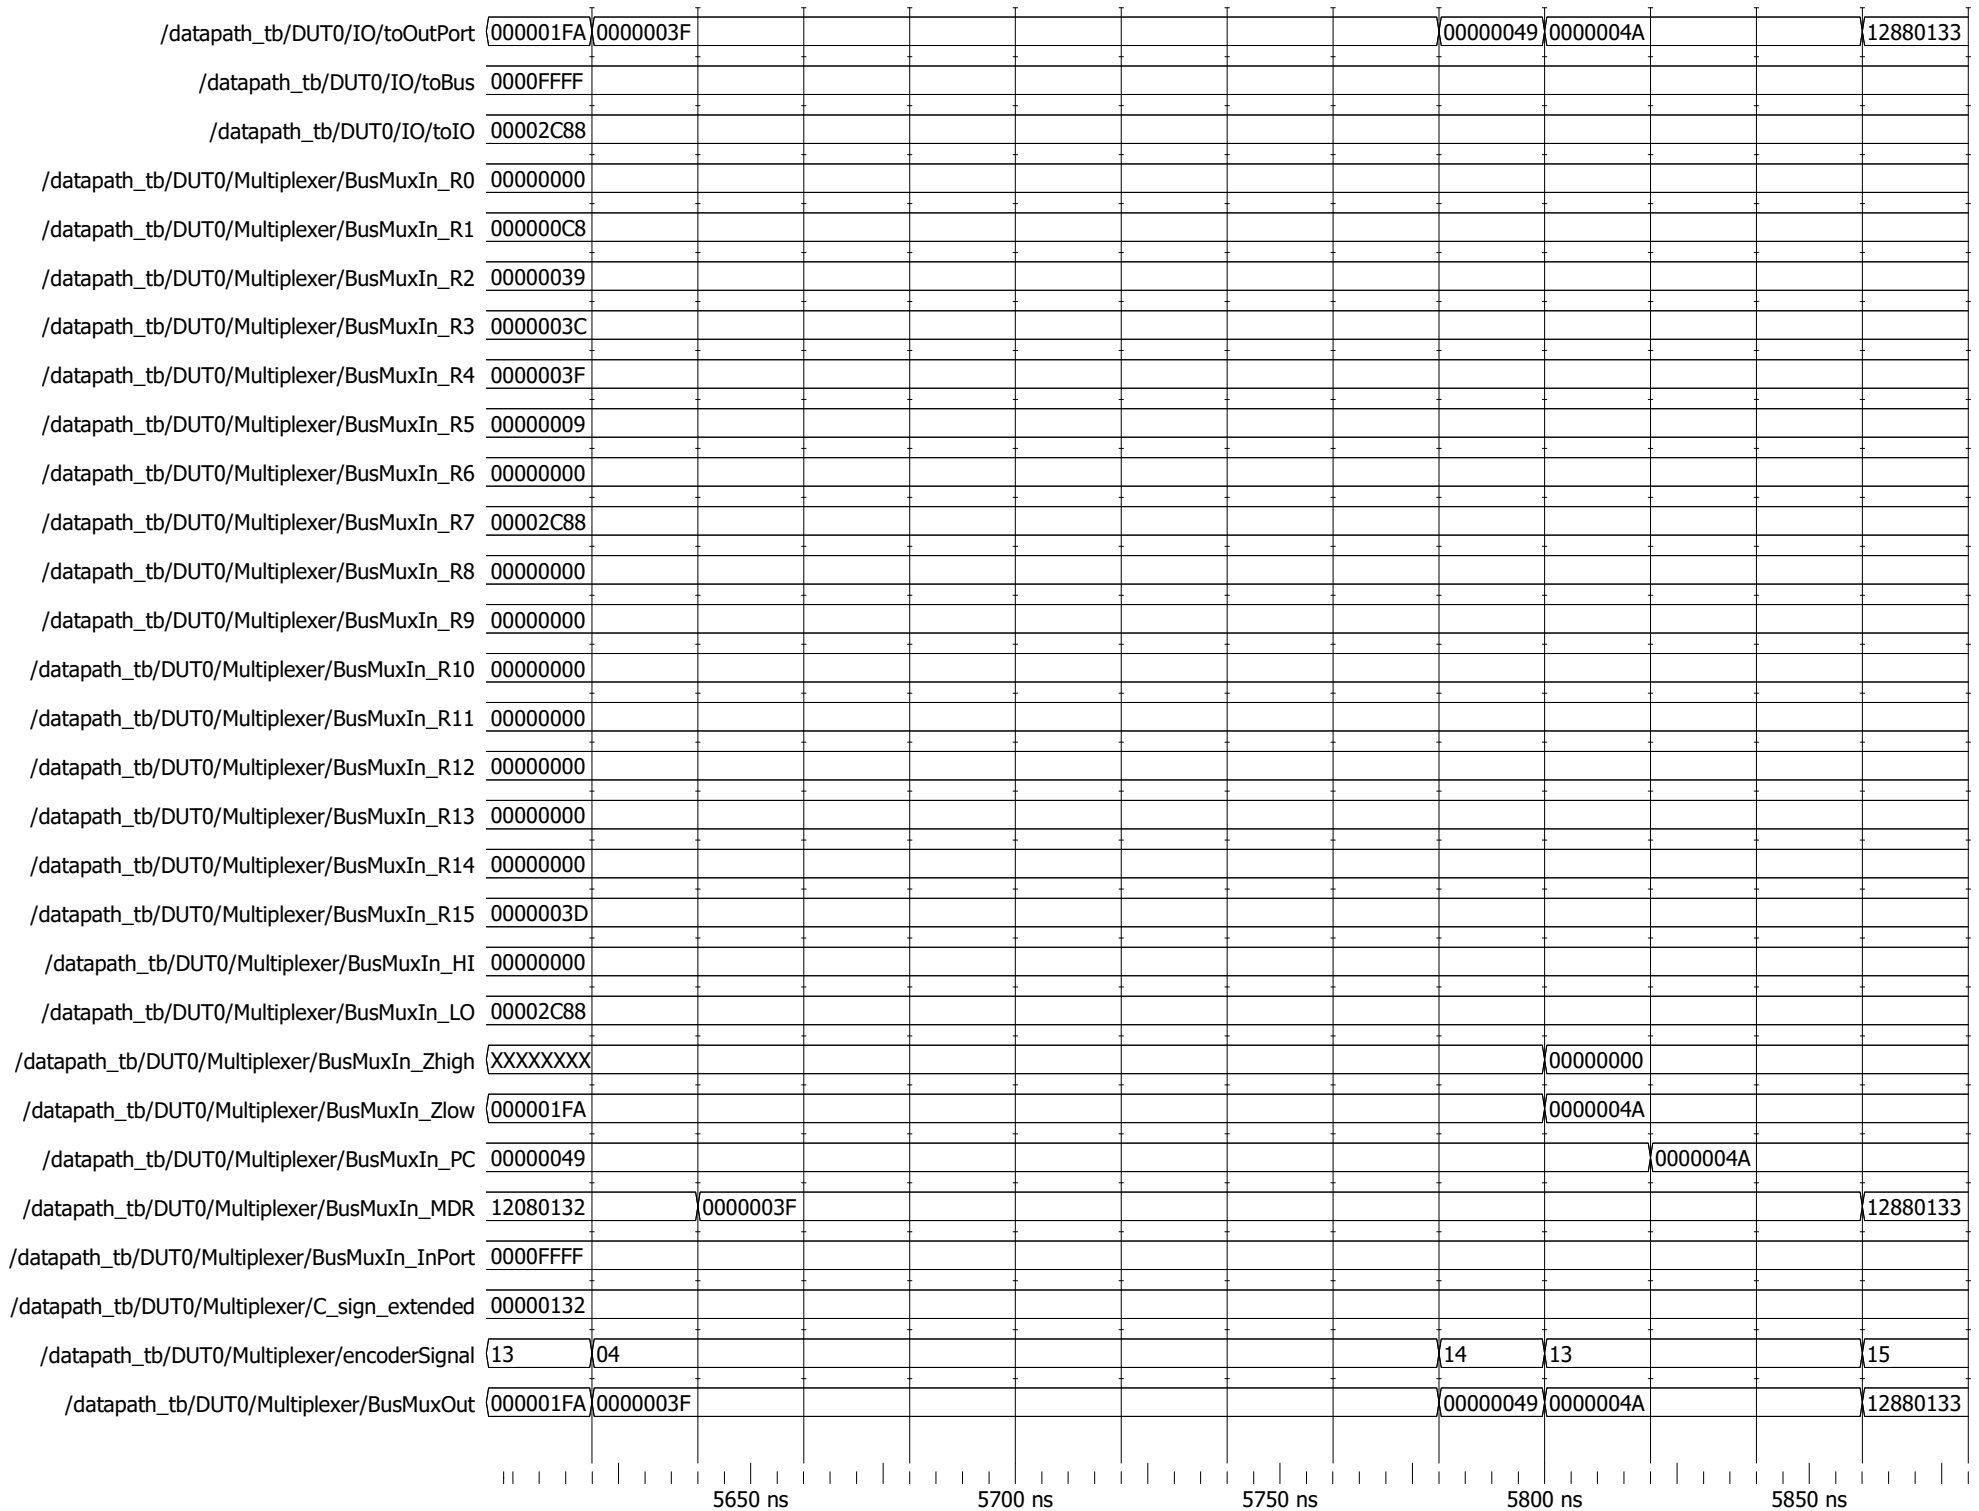 /datapath_tb/DUT0/IO/toOutPort 000001FA 0000003F 00000049 0000004A 12880133
/datapath_tb/DUT0/IO/toBus 0000FFFF
/datapath_tb/DUT0/IO/toIO 00002C88
/datapath_tb/DUT0/Multiplexer/BusMuxIn_R0 00000000
/datapath_tb/DUT0/Multiplexer/BusMuxIn_R1 000000C8
/datapath_tb/DUT0/Multiplexer/BusMuxIn_R2 00000039
/datapath_tb/DUT0/Multiplexer/BusMuxIn_R3 0000003C
/datapath_tb/DUT0/Multiplexer/BusMuxIn_R4 0000003F
/datapath_tb/DUT0/Multiplexer/BusMuxIn_R5 00000009
/datapath_tb/DUT0/Multiplexer/BusMuxIn_R6 00000000
/datapath_tb/DUT0/Multiplexer/BusMuxIn_R7 00002C88
/datapath_tb/DUT0/Multiplexer/BusMuxIn_R8 00000000
/datapath_tb/DUT0/Multiplexer/BusMuxIn_R9 00000000
/datapath_tb/DUT0/Multiplexer/BusMuxIn_R10 00000000
/datapath_tb/DUT0/Multiplexer/BusMuxIn_R11 00000000
/datapath_tb/DUT0/Multiplexer/BusMuxIn_R12 00000000
/datapath_tb/DUT0/Multiplexer/BusMuxIn_R13 00000000
/datapath_tb/DUT0/Multiplexer/BusMuxIn_R14 00000000
/datapath_tb/DUT0/Multiplexer/BusMuxIn_R15 0000003D
/datapath_tb/DUT0/Multiplexer/BusMuxIn_HI 00000000
/datapath_tb/DUT0/Multiplexer/BusMuxIn_LO 00002C88
/datapath_tb/DUT0/Multiplexer/BusMuxIn_Zhigh XXXXXXXX 00000000
/datapath_tb/DUT0/Multiplexer/BusMuxIn_Zlow 000001FA 0000004A
/datapath_tb/DUT0/Multiplexer/BusMuxIn_PC 00000049 0000004A
/datapath_tb/DUT0/Multiplexer/BusMuxIn_MDR 12080132 0000003F 12880133
/datapath_tb/DUT0/Multiplexer/BusMuxIn_InPort 0000FFFF
/datapath_tb/DUT0/Multiplexer/C_sign_extended 00000132
/datapath_tb/DUT0/Multiplexer/encoderSignal 13 04 14 13 15
/datapath_tb/DUT0/Multiplexer/BusMuxOut 000001FA 0000003F 00000049 0000004A 12880133
5650 ns 5700 ns 5750 ns 5800 ns 5850 ns